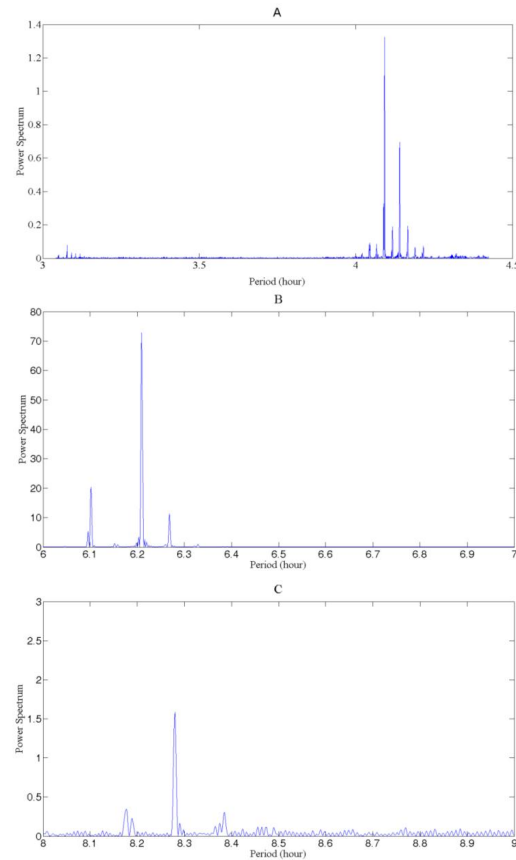 A
1.4
1.2
1
0.8
0.6
0.4
0.2
0
Power Spectrum
3 3.5 4 4.5
Period (hour)
B
80
70
60
50
40
30
20
10
0
Power Spectrum
6 6.1 6.2 6.3 6.4 6.5 6.6 6.7 6.8 6.9 7
Period (hour)
C
3
2.5
2
1.5
1
0.5
0
Power Spectrum
8 8.1 8.2 8.3 8.4 8.5 8.6 8.7 8.8 8.9 9
Period (hour)